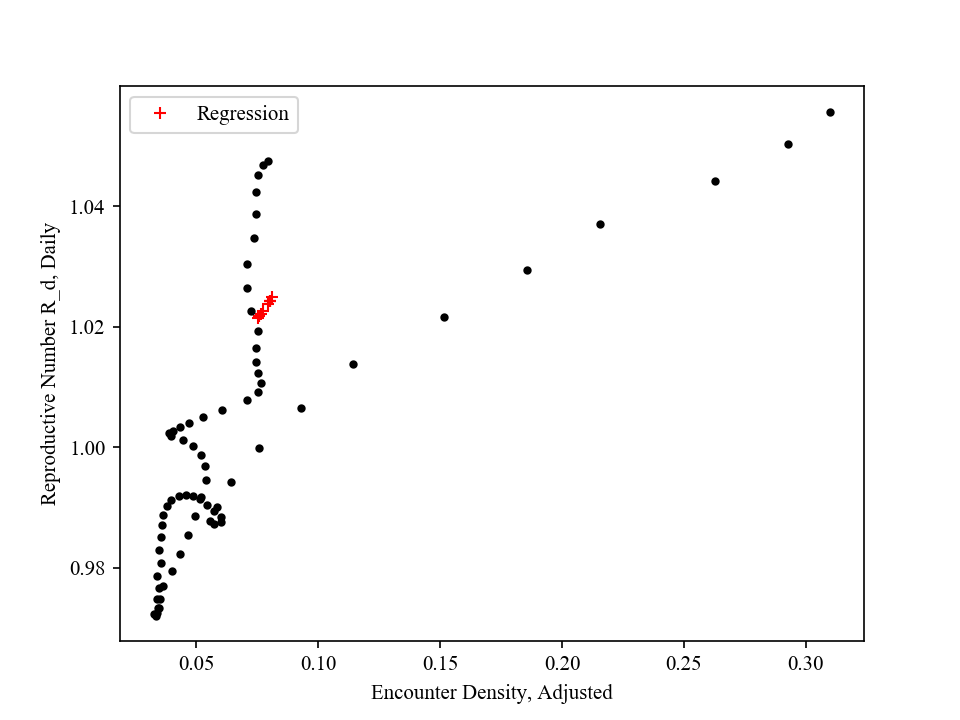 Regression
Reproductive Number R_d, Daily
1.04
1.02
1.00
0.98
0.05 0.10 0.15 0.20 0.25 0.30
Encounter Density, Adjusted